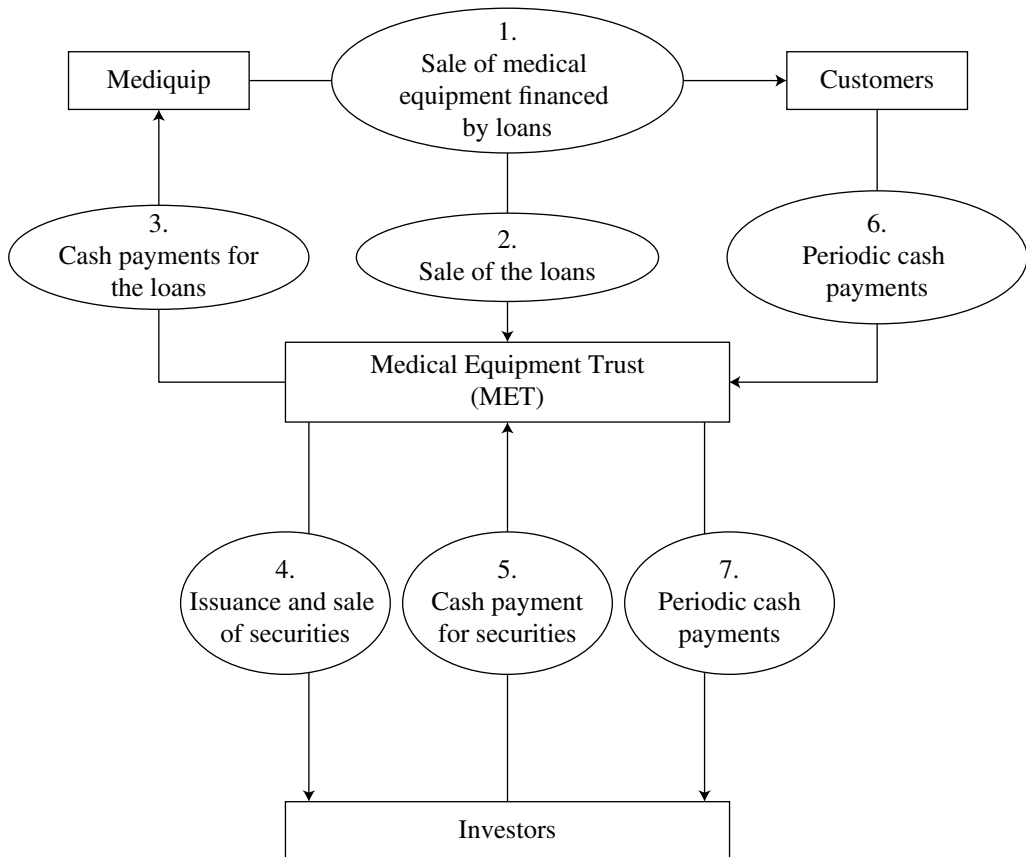 1.
Sale of medical
equipment financed
by loans
Mediquip
Customers
3.
Cash payments for
the loans
2.
Sale of the loans
6.
Periodic cash
payments
Medical Equipment Trust
(MET)
4.
Issuance and sale
of securities
5.
Cash payment
for securities
7.
Periodic cash
payments
Investors